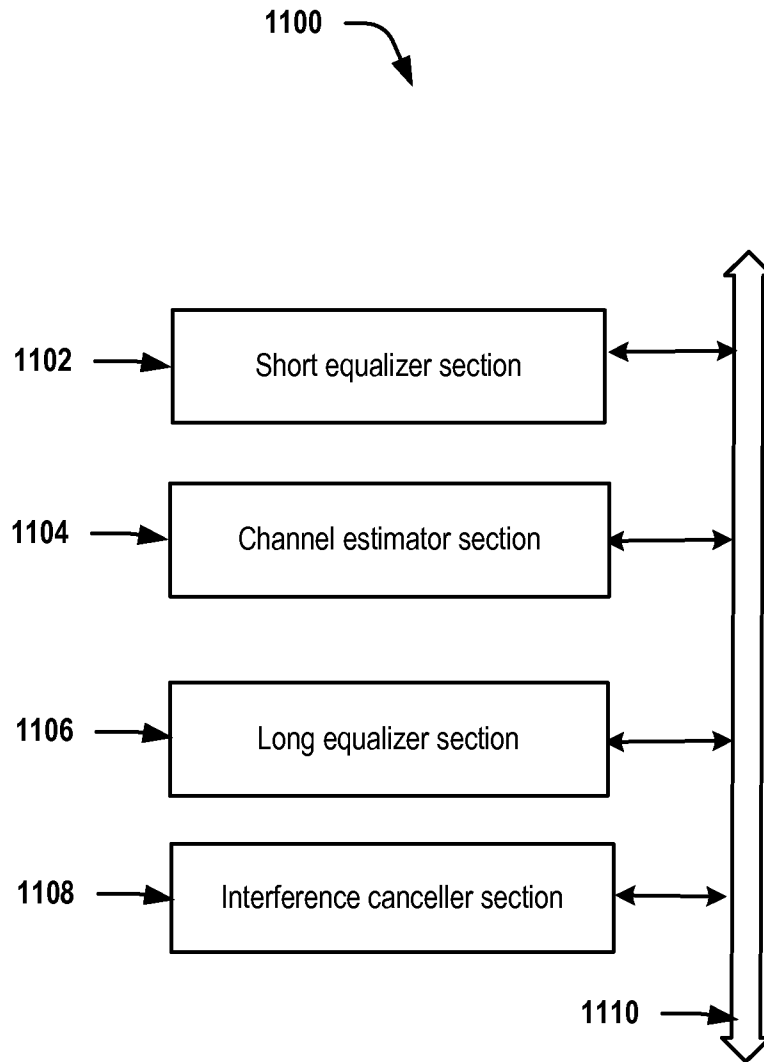 1100
1102
Short equalizer section
1104
Channel estimator section
1106
Long equalizer section
1108
Interference canceller section
1110